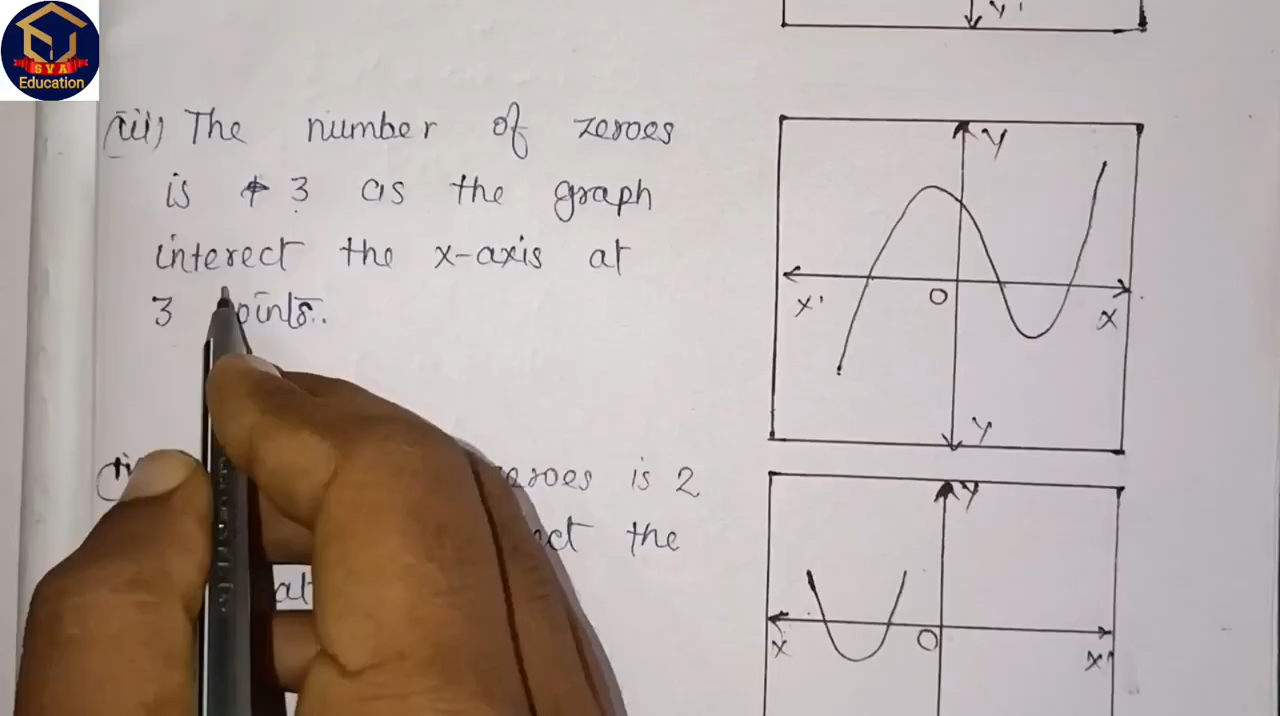 SVA
Education
Y'
(iii) The number of zeroes
is 3 as the graph
interect the x-axis at
3 points.
Y
X'
O
X
Y
zeroes is 2
the
at
Y
X
O
X'